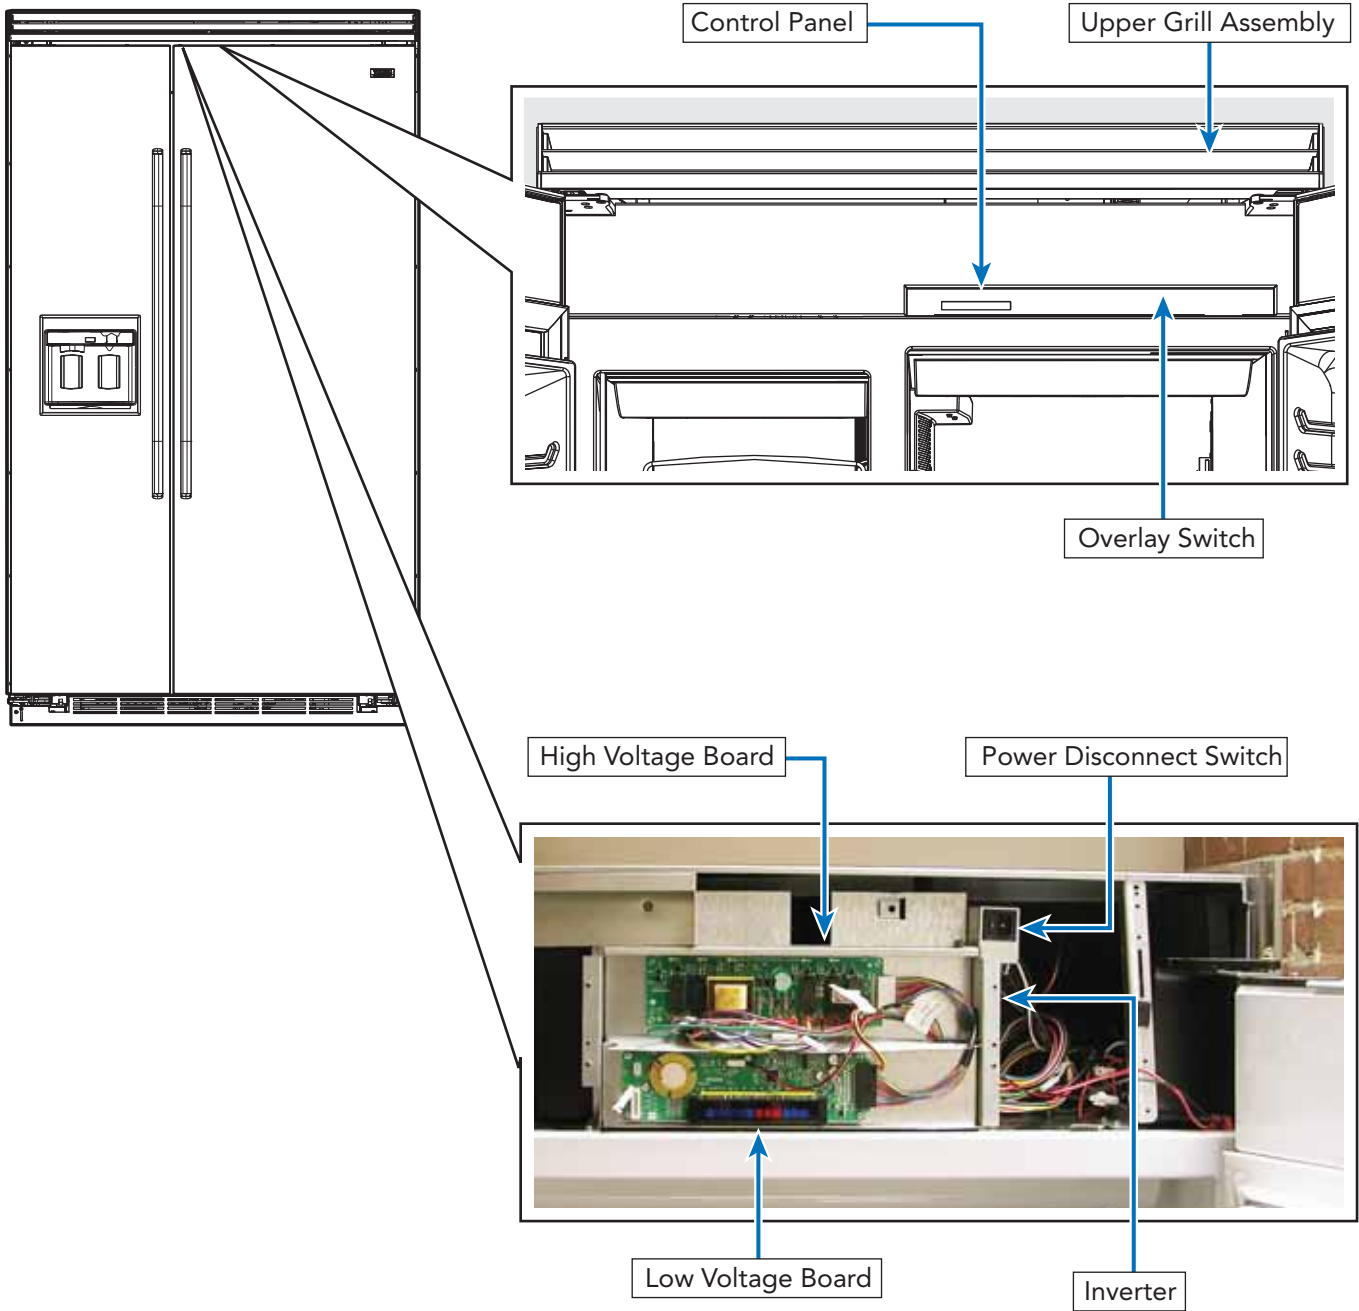 Control Panel
Upper Grill Assembly
Overlay Switch
High Voltage Board
Power Disconnect Switch
Low Voltage Board
Inverter